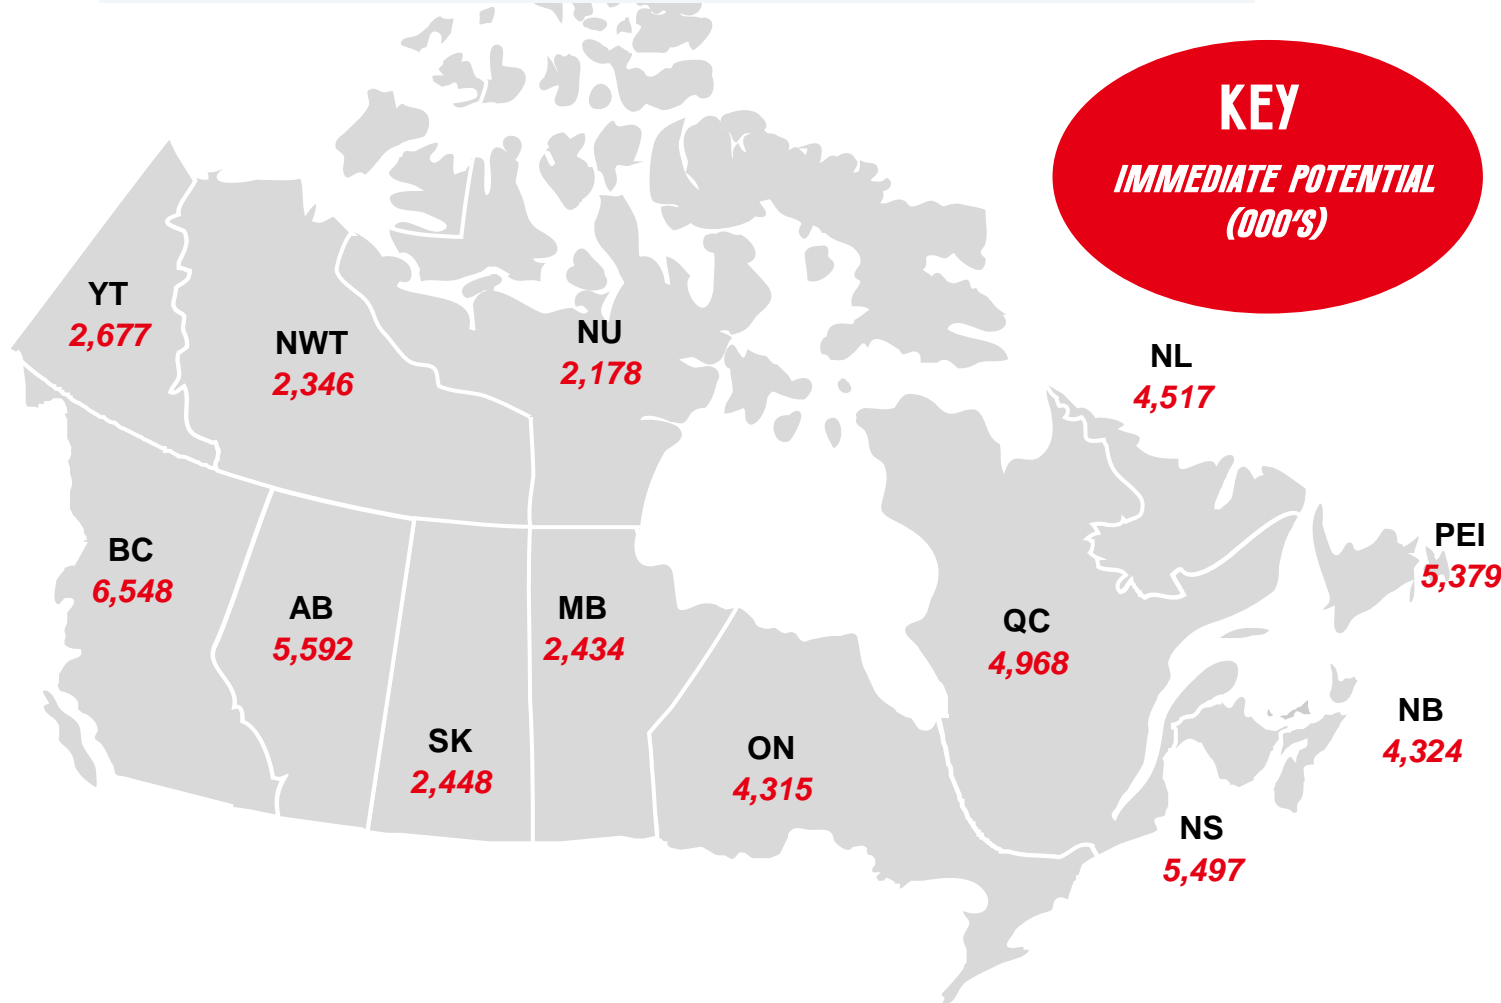 KEY
IMMEDIATE POTENTIAL
(000'S)
YT
2,677
NWT
2,346
NU
2,178
NL
4,517
BC
6,548
AB
5,592
SK
2,448
MB
2,434
ON
4,315
QC
4,968
PEI
5,379
NB
4,324
NS
5,497